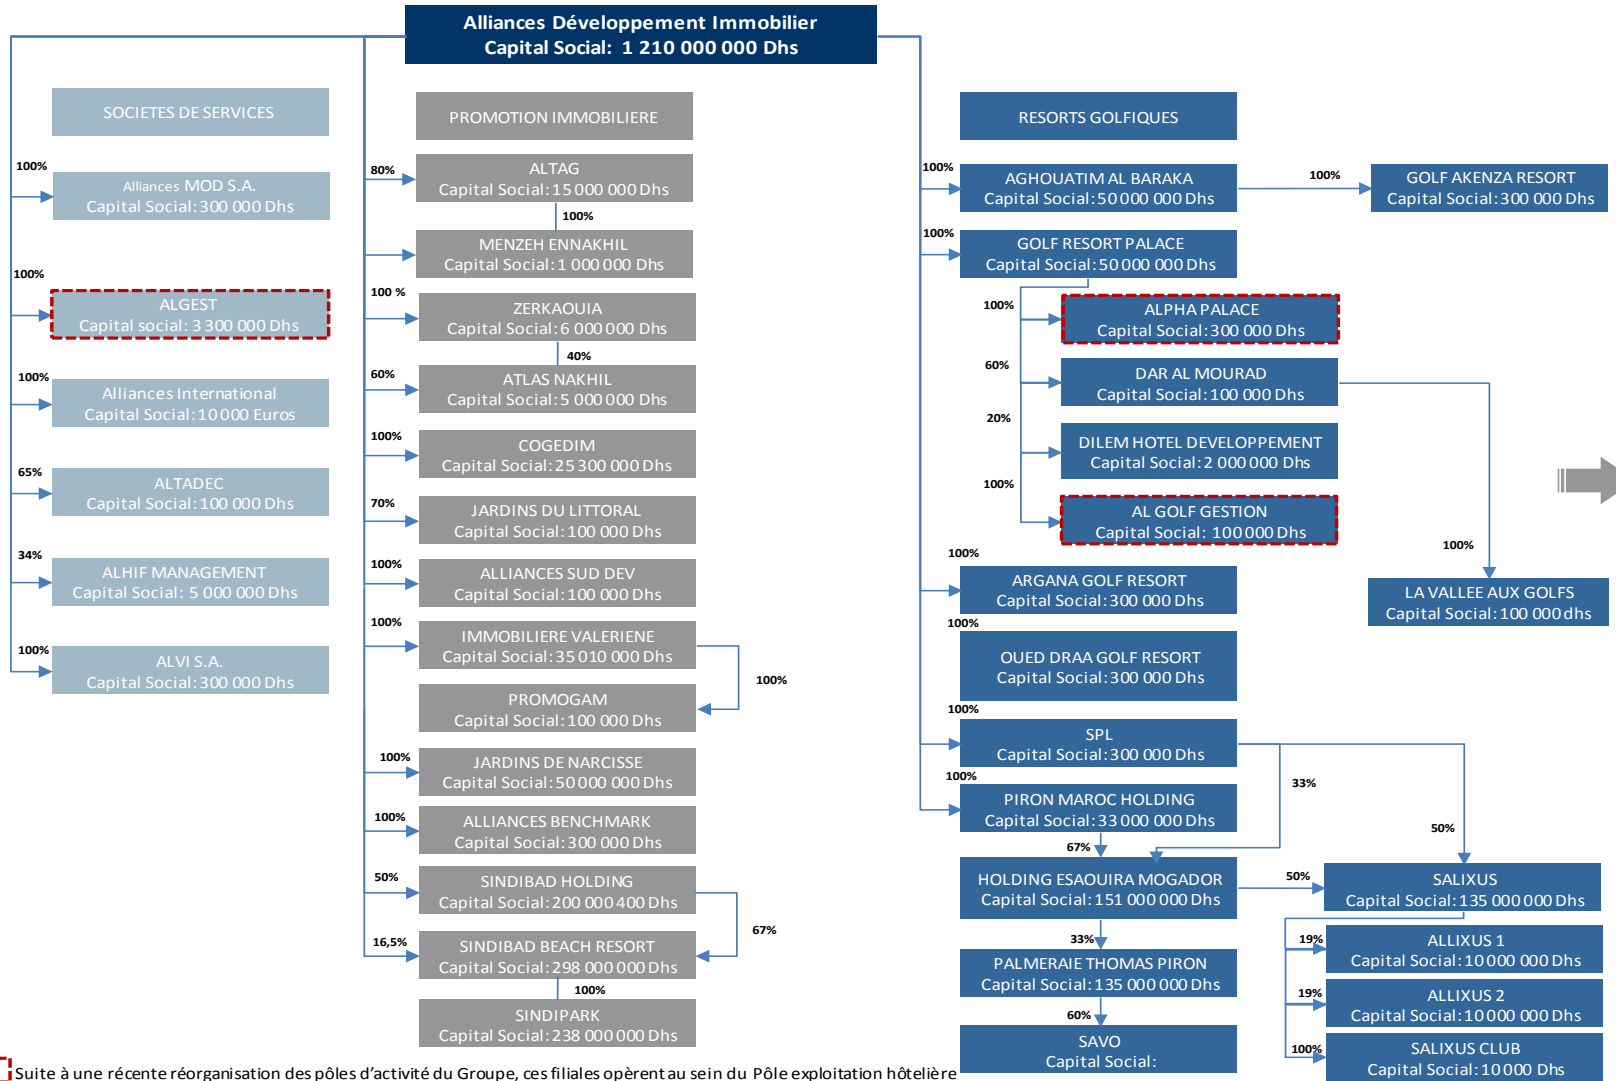 Alliances Développement Immobilier
Capital Social: 1 210 000 000 Dhs
SOCIETES DE SERVICES
100%
Alliances MOD S.A.
Capital Social: 300 000 Dhs
100%
ALGEST
Capital social: 3 300 000 Dhs
100%
Alliances International
Capital Social: 10 000 Euros
65%
ALTADEC
Capital Social: 100 000 Dhs
34%
ALHIF MANAGEMENT
Capital Social: 5 000 000 Dhs
100%
ALVI S.A.
Capital Social: 300 000 Dhs
PROMOTION IMMOBILIERE
80%
ALTAG
Capital Social: 15 000 000 Dhs
100%
MENZEH ENNAKHIL
Capital Social: 1 000 000 Dhs
100 %
ZERKAOUIA
Capital Social: 6 000 000 Dhs
40%
60%
ATLAS NAKHIL
Capital Social: 5 000 000 Dhs
100%
COGEDIM
Capital Social: 25 300 000 Dhs
70%
JARDINS DU LITTORAL
Capital Social: 100 000 Dhs
100%
ALLIANCES SUD DEV
Capital Social: 100 000 Dhs
100%
IMMOBILIERE VALERIENE
Capital Social: 35 010 000 Dhs
100%
PROMOGAM
Capital Social: 100 000 Dhs
100%
JARDINS DE NARCISSE
Capital Social: 50 000 000 Dhs
100%
ALLIANCES BENCHMARK
Capital Social: 300 000 Dhs
50%
SINDIBAD HOLDING
Capital Social: 200 000 400 Dhs
67%
16,5%
SINDIBAD BEACH RESORT
Capital Social: 298 000 000 Dhs
100%
SINDIPARK
Capital Social: 238 000 000 Dhs
RESORTS GOLFIQUES
100%
AGHOUATIM AL BARAKA
Capital Social: 50 000 000 Dhs
100%
GOLF AKENZA RESORT
Capital Social: 300 000 Dhs
100%
GOLF RESORT PALACE
Capital Social: 50 000 000 Dhs
100%
ALPHA PALACE
Capital Social: 300 000 Dhs
60%
DAR AL MOURAD
Capital Social: 100 000 Dhs
20%
DILEM HOTEL DEVELOPPEMENT
Capital Social: 2 000 000 Dhs
100%
AL GOLF GESTION
Capital Social: 100 000 Dhs
100%
LA VALLEE AUX GOLFS
Capital Social: 100 000 dhs
100%
ARGANA GOLF RESORT
Capital Social: 300 000 Dhs
100%
OUED DRAA GOLF RESORT
Capital Social: 300 000 Dhs
100%
SPL
Capital Social: 300 000 Dhs
33%
50%
100%
PIRON MAROC HOLDING
Capital Social: 33 000 000 Dhs
67%
HOLDING ESAOUIRA MOGADOR
Capital Social: 151 000 000 Dhs
50%
SALIXUS
Capital Social: 135 000 000 Dhs
33%
PALMERAIE THOMAS PIRON
Capital Social: 135 000 000 Dhs
60%
SAVO
Capital Social:
19%
ALLIXUS 1
Capital Social: 10 000 000 Dhs
19%
ALLIXUS 2
Capital Social: 10 000 000 Dhs
100%
SALIXUS CLUB
Capital Social: 10 000 Dhs
Suite à une récente réorganisation des pôles d'activité du Groupe, ces filiales opèrent au sein du Pôle exploitation hôtelière